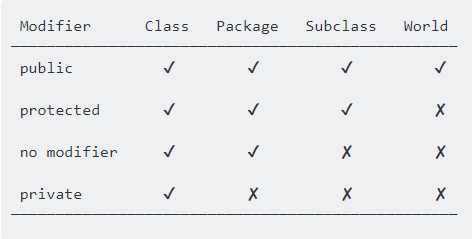 Modifier Class Package Subclass World
public ✓ ✓ ✓ ✓
protected ✓ ✓ ✓ ✗
no modifier ✓ ✓ ✗ ✗
private ✓ ✗ ✗ ✗